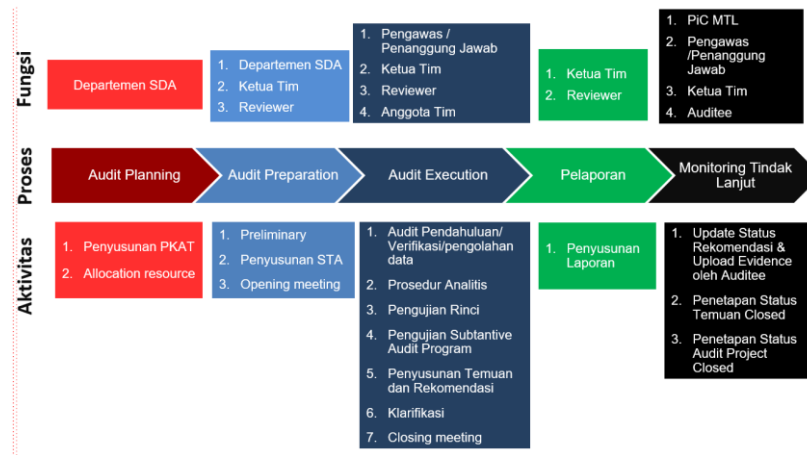 Fungsi
Departemen SDA
1. Departemen SDA
2. Ketua Tim
3. Reviewer
1. Pengawas /
Penanggung Jawab
2. Ketua Tim
3. Reviewer
4. Anggota Tim
1. Ketua Tim
2. Reviewer
1. PiC MTL
2. Pengawas
/Penanggung
Jawab
3. Ketua Tim
4. Auditee
Proses
Audit Planning
Audit Preparation
Audit Execution
Pelaporan
Monitoring Tindak
Lanjut
Aktivitas
1. Penyusunan PKAT
2. Allocation resource
1. Preliminary
2. Penyusunan STA
3. Opening meeting
1. Audit Pendahuluan/
Verifikasi/pengolahan
data
2. Prosedur Analitis
3. Pengujian Rinci
4. Pengujian Subtantive
Audit Program
5. Penyusunan Temuan
dan Rekomendasi
6. Klarifikasi
7. Closing meeting
1. Penyusunan
Laporan
1. Update Status
Rekomendasi &
Upload Evidence
oleh Auditee
2. Penetapan Status
Temuan Closed
3. Penetapan Status
Audit Project
Closed